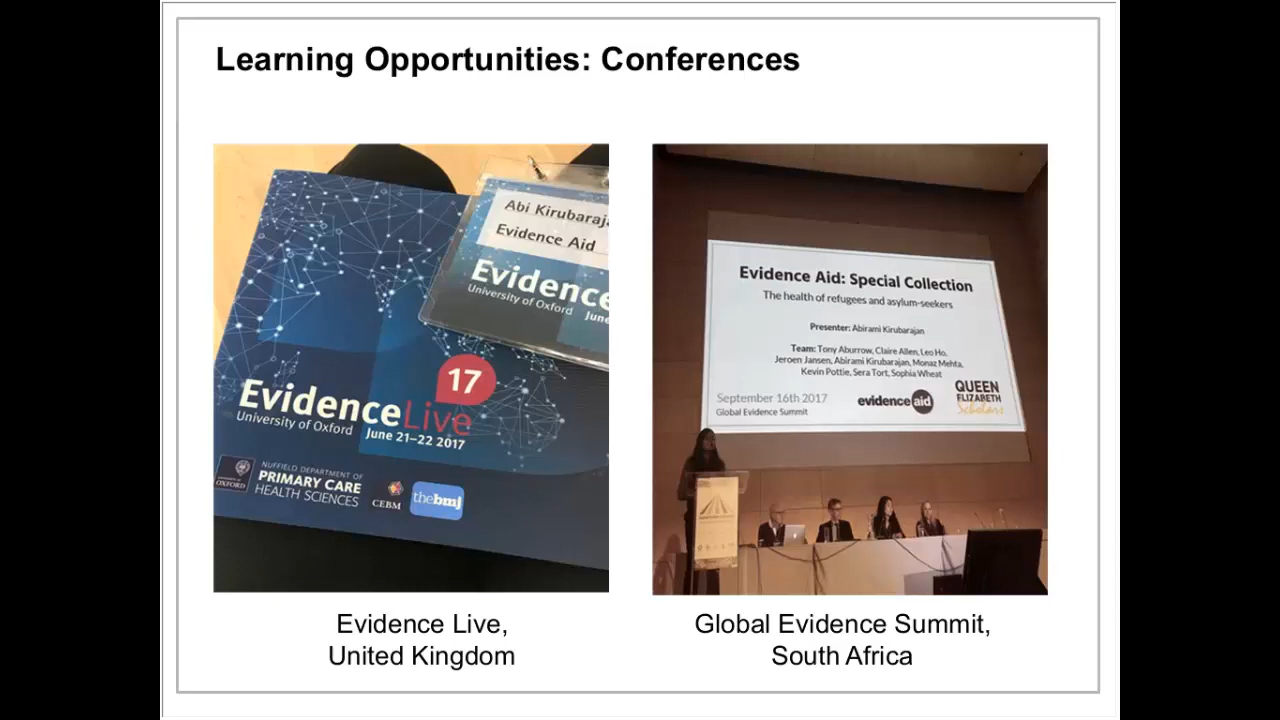 Learning Opportunities: Conferences
Abi Kirubaraja
Evidence Aid
Evidence
University of Oxford
June
17
EvidenceLive
University of Oxford
June 21–22 2017
OXFORD
NUFFIELD DEPARTMENT OF
PRIMARY CARE
HEALTH SCIENCES
CEBM
thebmj
Evidence Aid: Special Collection
The health of refugees and asylum-seekers
Presenter: Abirami Kirubarajan
Team: Tony Aburrow, Claire Allen, Leo Ho,
Jeroen Jansen, Abirami Kirubarajan, Monaz Mehta,
Kevin Pottie, Sera Tort, Sophia Wheat
September 16th 2017
Global Evidence Summit
evidence aid
QUEEN
ELIZABETH
Scholars
Evidence Live,
United Kingdom
Global Evidence Summit,
South Africa